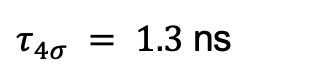 τ4σ = 1.3 ns